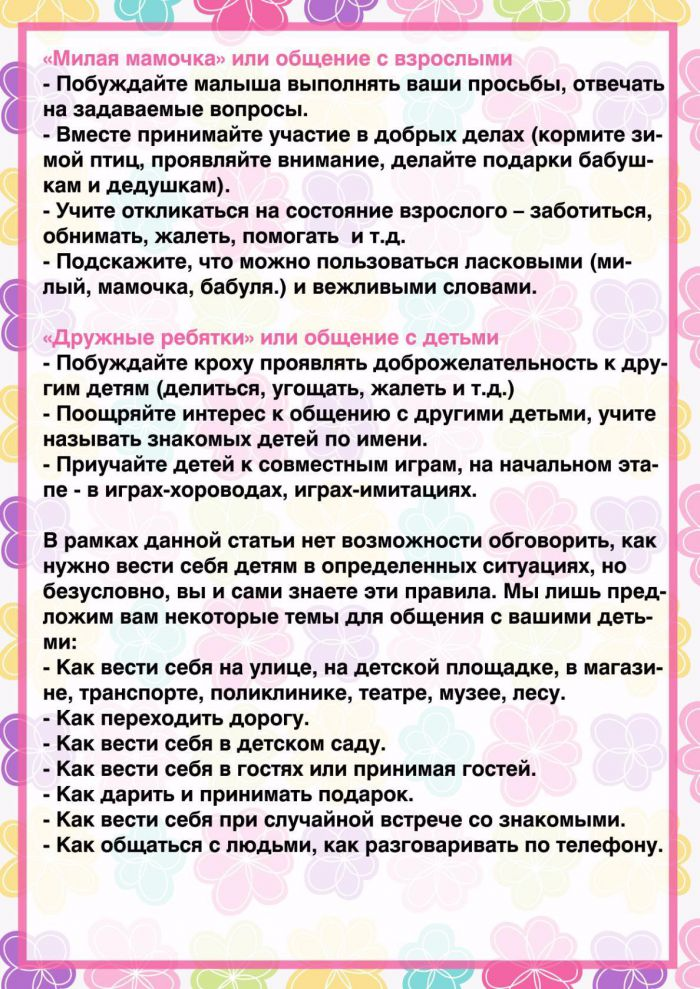 «Милая мамочка» или общение с взрослыми
- Побуждайте малыша выполнять ваши просьбы, отвечать
на задаваемые вопросы.
- Вместе принимайте участие в добрых делах (кормите зи-
мой птиц, проявляйте внимание, делайте подарки бабуш-
кам и дедушкам).
- Учите откликаться на состояние взрослого – заботиться,
обнимать, жалеть, помогать  и т.д.
- Подскажите, что можно пользоваться ласковыми (ми-
лый, мамочка, бабуля.) и вежливыми словами.
«Дружные ребятки» или общение с детьми
- Побуждайте кроху проявлять доброжелательность к дру-
гим детям (делиться, угощать, жалеть и т.д.)
- Поощряйте интерес к общению с другими детьми, учите
называть знакомых детей по имени.
- Приучайте детей к совместным играм, на начальном эта-
пе - в играх-хороводах, играх-имитациях.
В рамках данной статьи нет возможности обговорить, как
нужно вести себя детям в определенных ситуациях, но
безусловно, вы и сами знаете эти правила. Мы лишь пред-
ложим вам некоторые темы для общения с вашими деть-
ми:
- Как вести себя на улице, на детской площадке, в магази-
не, транспорте, поликлинике, театре, музее, лесу.
- Как переходить дорогу.
- Как вести себя в детском саду.
- Как вести себя в гостях или принимая гостей.
- Как дарить и принимать подарок.
- Как вести себя при случайной встрече со знакомыми.
- Как общаться с людьми, как разговаривать по телефону.